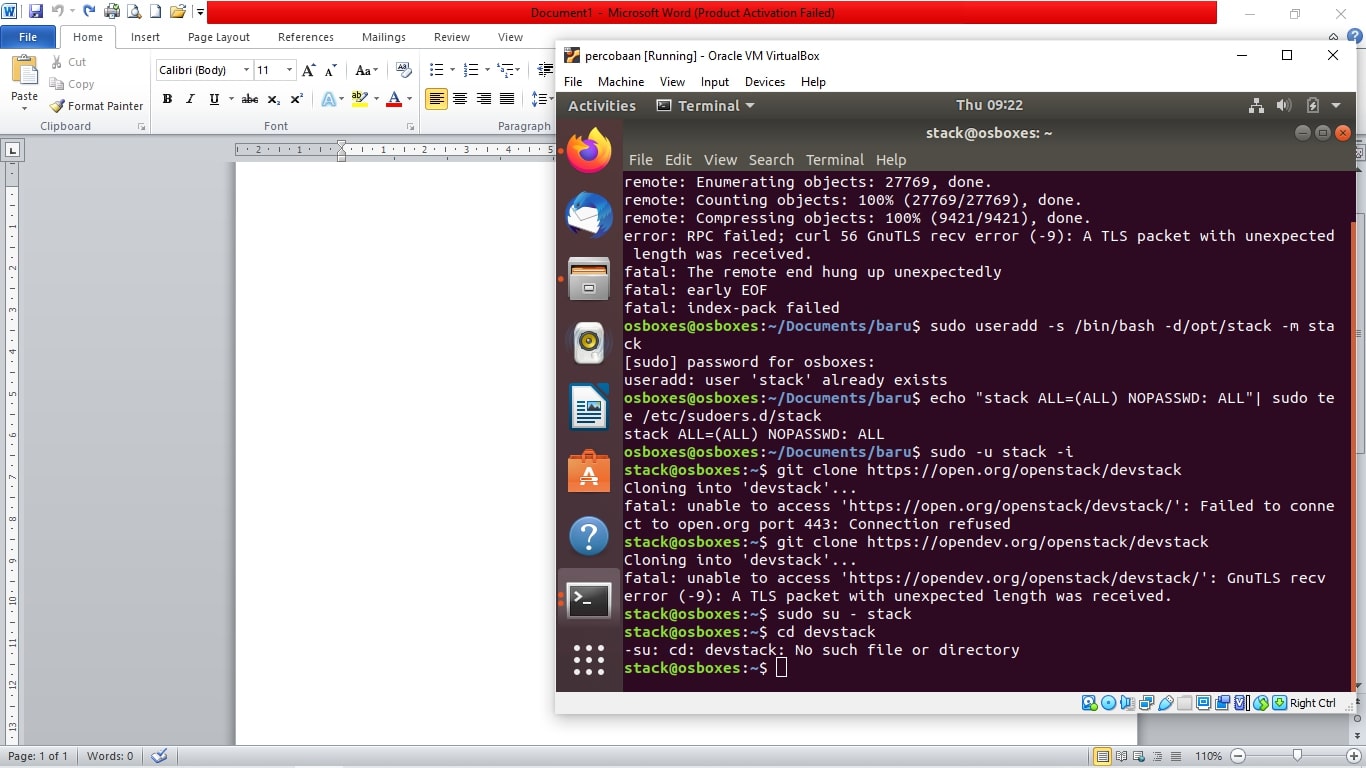 Document1 - Microsoft Word (Product Activation Failed)
File Home Insert Page Layout References Mailings Review View
Paste
Cut
Copy
Format Painter
Calibri (Body) 11
Clipboard Font Paragraph
percobaan [Running] - Oracle VM VirtualBox
File Machine View Input Devices Help
Activities Terminal Thu 09:22
stack@osboxes: ~
File Edit View Search Terminal Help
remote: Enumerating objects: 27769, done.
remote: Counting objects: 100% (27769/27769), done.
remote: Compressing objects: 100% (9421/9421), done.
error: RPC failed; curl 56 GnuTLS recv error (-9): A TLS packet with unexpected
 length was received.
fatal: The remote end hung up unexpectedly
fatal: early EOF
fatal: index-pack failed
osboxes@osboxes:~/Documents/baru$ sudo useradd -s /bin/bash -d/opt/stack -m sta
ck
[sudo] password for osboxes:
useradd: user 'stack' already exists
osboxes@osboxes:~/Documents/baru$ echo "stack ALL=(ALL) NOPASSWD: ALL"| sudo te
e /etc/sudoers.d/stack
stack ALL=(ALL) NOPASSWD: ALL
osboxes@osboxes:~/Documents/baru$ sudo -u stack -i
stack@osboxes:~$ git clone https://open.org/openstack/devstack
Cloning into 'devstack'...
fatal: unable to access 'https://open.org/openstack/devstack/': Failed to conne
ct to open.org port 443: Connection refused
stack@osboxes:~$ git clone https://opendev.org/openstack/devstack
Cloning into 'devstack'...
fatal: unable to access 'https://opendev.org/openstack/devstack/': GnuTLS recv
error (-9): A TLS packet with unexpected length was received.
stack@osboxes:~$ sudo su - stack
stack@osboxes:~$ cd devstack
-su: cd: devstack: No such file or directory
stack@osboxes:~$
Right Ctrl
Page: 1 of 1 Words: 0 110%